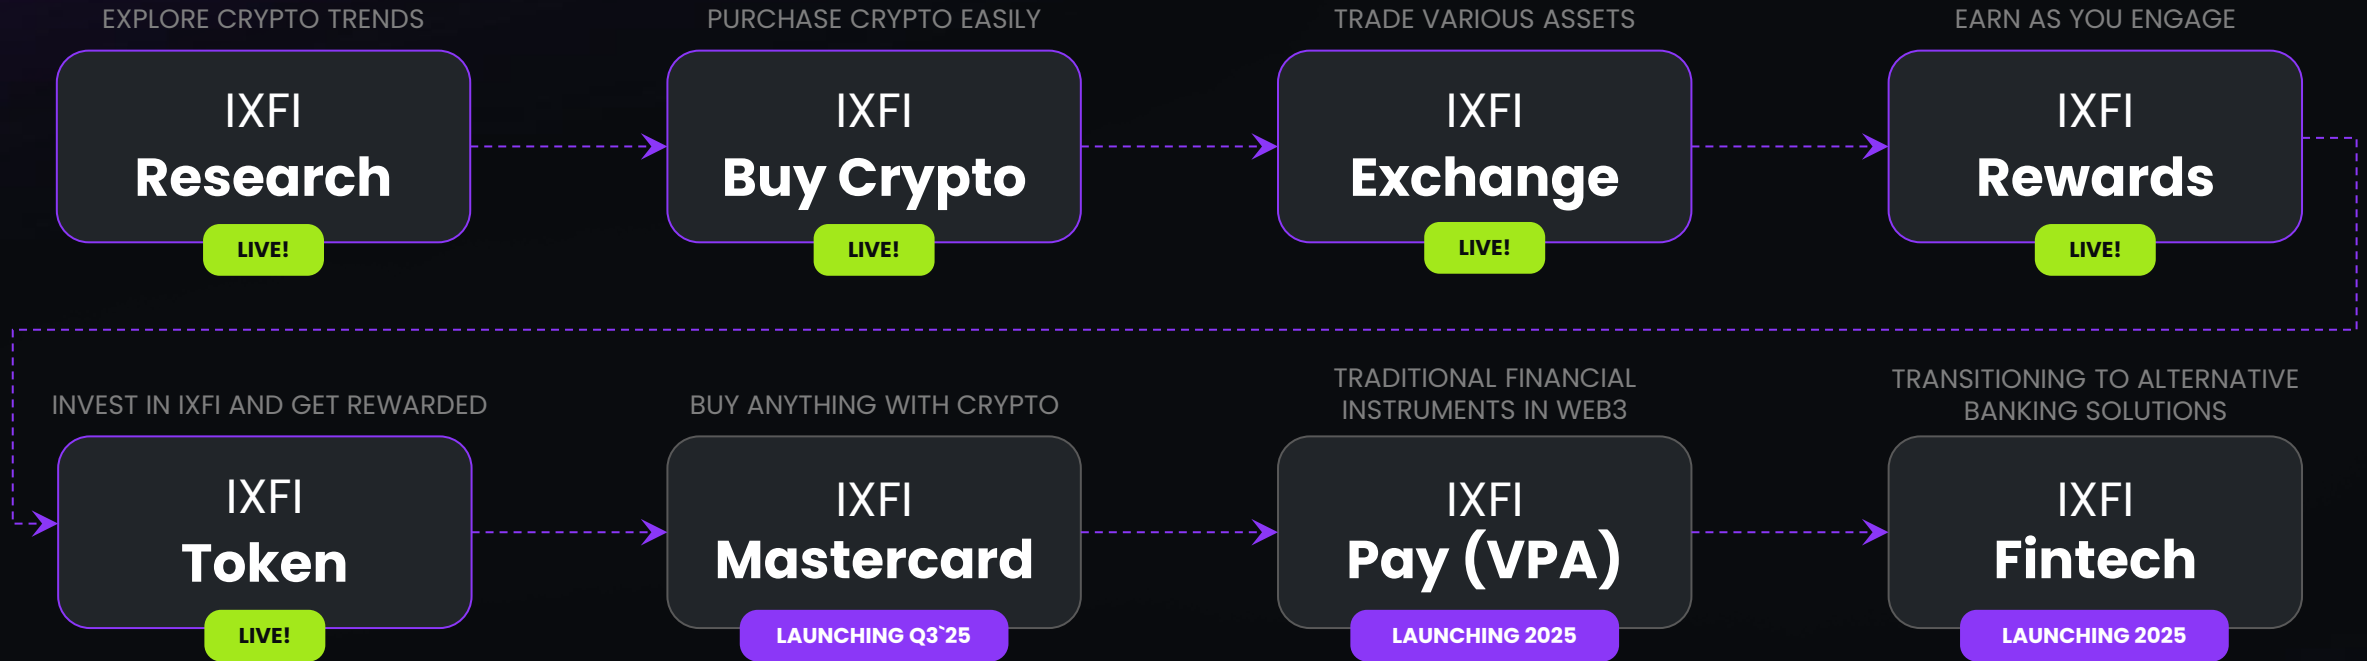 EXPLORE CRYPTO TRENDS
IXFI
Research
LIVE!
PURCHASE CRYPTO EASILY
IXFI
Buy Crypto
LIVE!
TRADE VARIOUS ASSETS
IXFI
Exchange
LIVE!
EARN AS YOU ENGAGE
IXFI
Rewards
LIVE!
INVEST IN IXFI AND GET REWARDED
IXFI
Token
LIVE!
BUY ANYTHING WITH CRYPTO
IXFI
Mastercard
LAUNCHING Q3`25
TRADITIONAL FINANCIAL
INSTRUMENTS IN WEB3
IXFI
Pay (VPA)
LAUNCHING 2025
TRANSITIONING TO ALTERNATIVE
BANKING SOLUTIONS
IXFI
Fintech
LAUNCHING 2025